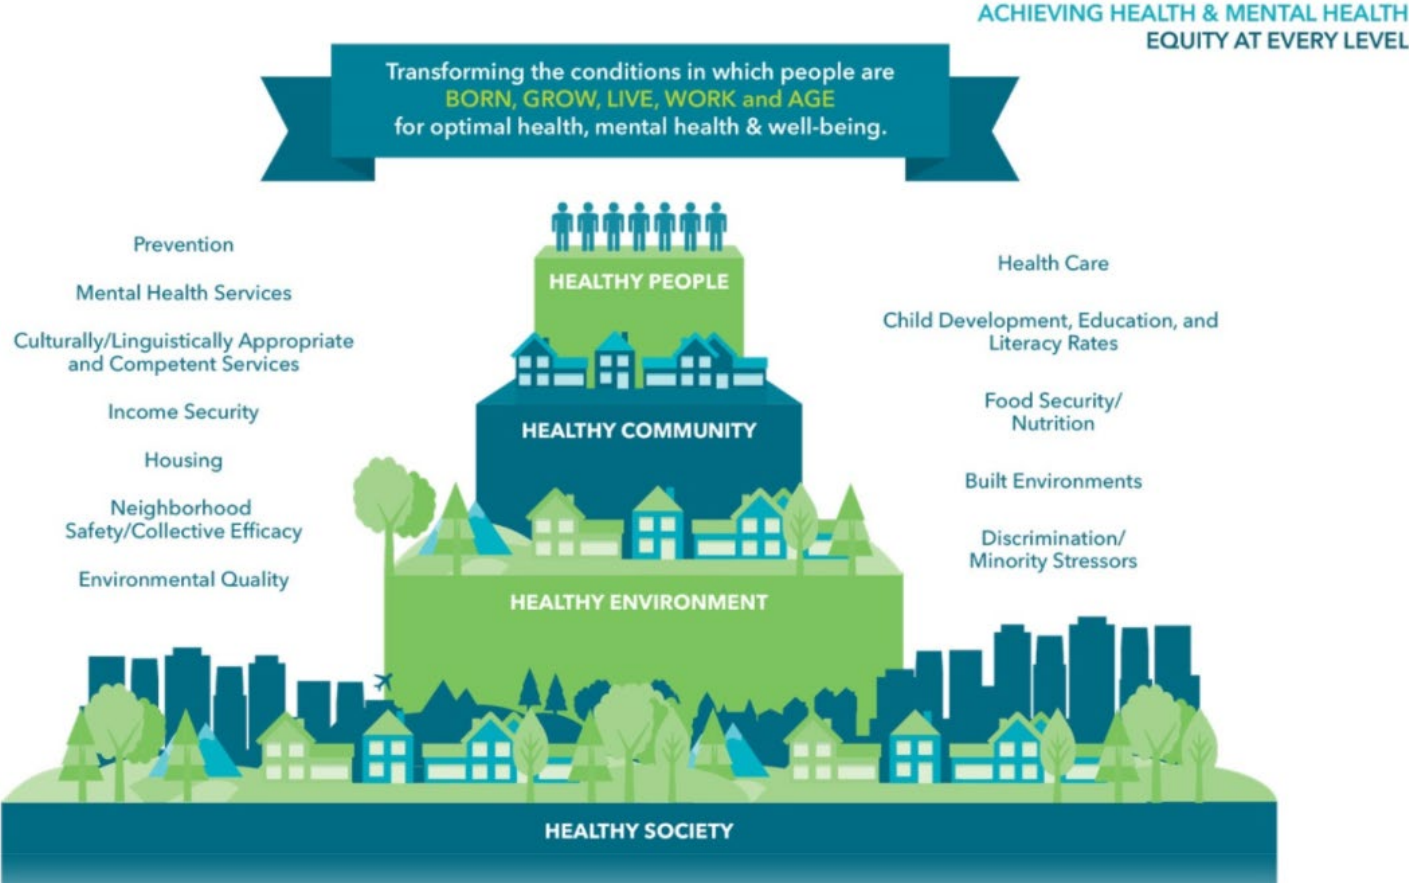 ACHIEVING HEALTH & MENTAL HEALTH
EQUITY AT EVERY LEVEL
Transforming the conditions in which people are
BORN, GROW, LIVE, WORK and AGE
for optimal health, mental health & well-being.
Prevention
Mental Health Services
Culturally/Linguistically Appropriate
and Competent Services
Income Security
Housing
Neighborhood
Safety/Collective Efficacy
Environmental Quality
HEALTHY PEOPLE
HEALTHY COMMUNITY
HEALTHY ENVIRONMENT
HEALTHY SOCIETY
Health Care
Child Development, Education, and
Literacy Rates
Food Security/
Nutrition
Built Environments
Discrimination/
Minority Stressors